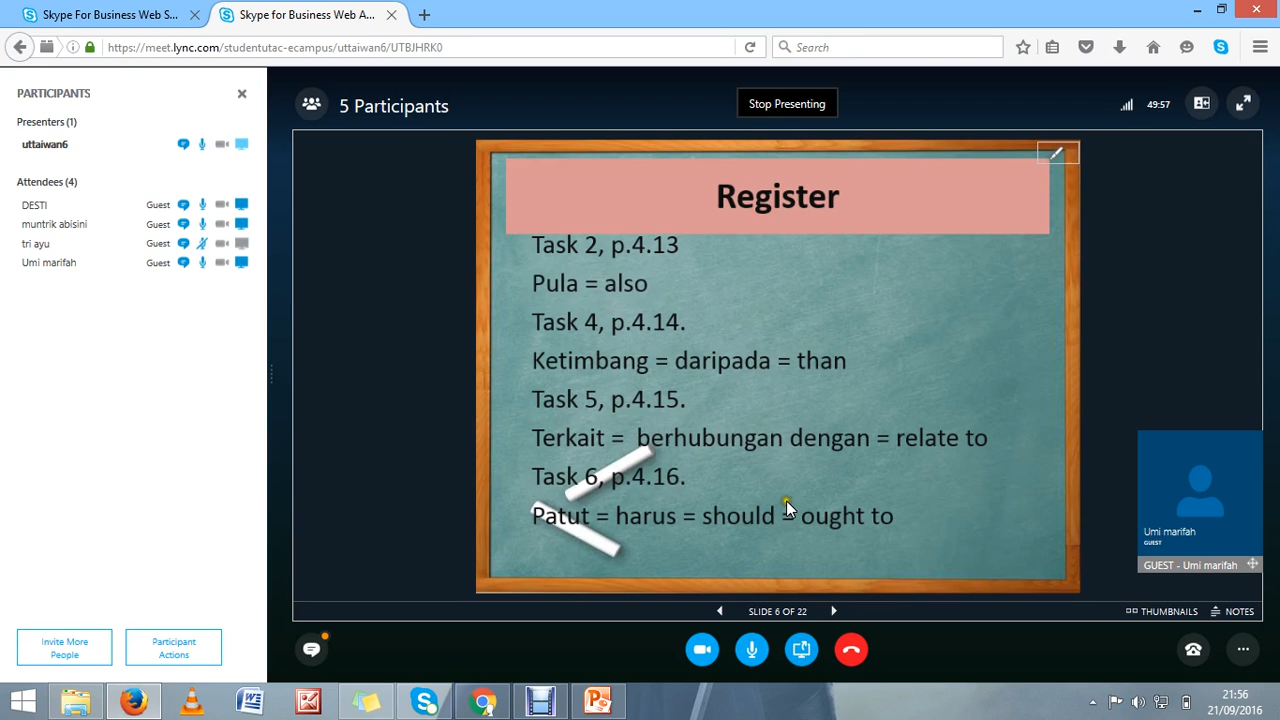 Skype For Business Web S...
Skype for Business Web A...
https://meet.lync.com/studentutac-ecampus/uttaiwan6/UTBJHRK0
Search
PARTICIPANTS
Presenters (1)
uttaiwan6
Attendees (4)
DESTI Guest
muntrik abisini Guest
tri ayu Guest
Umi marifah Guest
Invite More
People
Participant
Actions
5 Participants
Stop Presenting
49:57
Register
Task 2, p.4.13
Pula = also
Task 4, p.4.14.
Ketimbang = daripada = than
Task 5, p.4.15.
Terkait = berhubungan dengan = relate to
Task 6, p.4.16.
Patut = harus = should = ought to
Umi marifah
GUEST
GUEST - Umi marifah
SLIDE 6 OF 22
THUMBNAILS
NOTES
21:56
21/09/2016